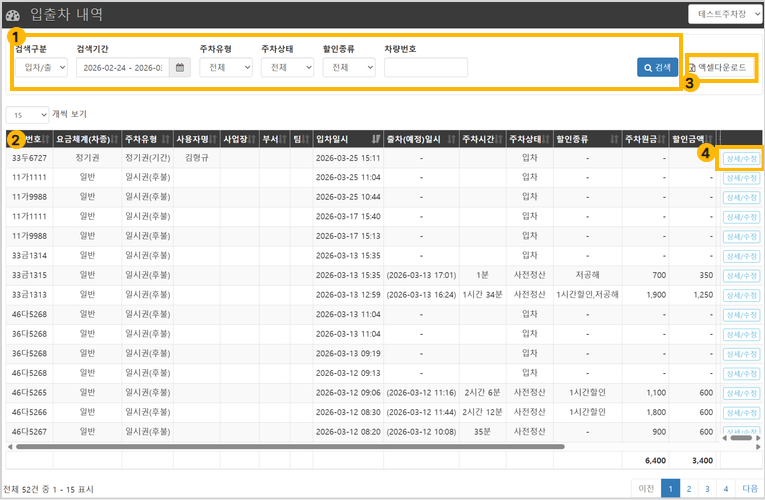 입출차 내역
테스트주차장
1
검색구분 검색기간 주차유형 주차상태 할인종류 차량번호
입차/출 2026-02-24 - 2026-0 전체 전체 전체 검색 엑셀다운로드
3
15 개씩 보기
2 번호 요금체계(차종) 주차유형 사용자명 사업장 부서 팀 입차일시 출차(예정)일시 주차시간 주차상태 할인종류 주차원금 할인금액
4
33두6727 정기권 정기권(기간) 김형규 2026-03-25 15:11 - 입차 - - - 상세/수정
11가1111 일반 일시권(후불) 2026-03-25 11:04 - 입차 - - - 상세/수정
11가9988 일반 일시권(후불) 2026-03-25 10:44 - 입차 - - - 상세/수정
11가1111 일반 일시권(후불) 2026-03-17 15:40 - 입차 - - - 상세/수정
11가9988 일반 일시권(후불) 2026-03-17 15:13 - 입차 - - - 상세/수정
33금1314 일반 일시권(후불) 2026-03-13 15:35 - 입차 - - - 상세/수정
33금1315 일반 일시권(후불) 2026-03-13 15:35 (2026-03-13 17:01) 1분 사전정산 저공해 700 350 상세/수정
33금1313 일반 일시권(후불) 2026-03-13 12:59 (2026-03-13 16:24) 1시간 34분 사전정산 1시간할인,저공해 1,900 1,250 상세/수정
46다5268 일반 일시권(후불) 2026-03-13 11:04 - 입차 - - - 상세/수정
36다5268 일반 일시권(후불) 2026-03-13 11:04 - 입차 - - - 상세/수정
36다5268 일반 일시권(후불) 2026-03-13 09:19 - 입차 - - - 상세/수정
46다5268 일반 일시권(후불) 2026-03-12 09:13 - 입차 - - - 상세/수정
46다5265 일반 일시권(후불) 2026-03-12 09:06 (2026-03-12 11:16) 2시간 6분 사전정산 1시간할인 1,100 600 상세/수정
46다5266 일반 일시권(후불) 2026-03-12 08:30 (2026-03-12 11:44) 2시간 12분 사전정산 1시간할인 1,800 600 상세/수정
46다5267 일반 일시권(후불) 2026-03-12 08:20 (2026-03-12 10:08) 35분 사전정산 - 900 600 상세/수정
6,400 3,400
전체 52건 중 1 - 15 표시 이전 1 2 3 4 다음